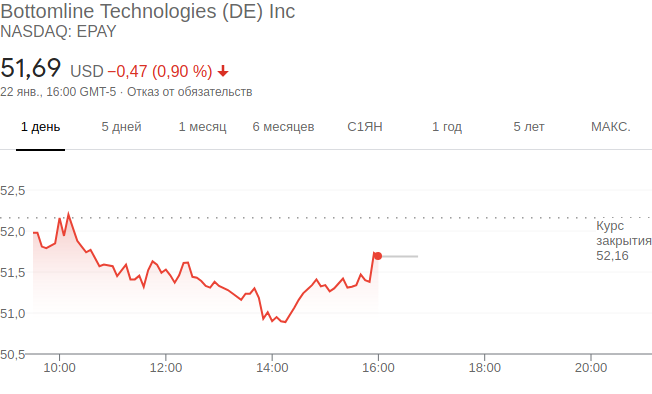 Bottomline Technologies (DE) Inc
NASDAQ: EPAY
51,69 USD −0,47 (0,90 %)
22 янв., 16:00 GMT-5 · Отказ от обязательств
1 день 5 дней 1 месяц 6 месяцев С1ЯН 1 год 5 лет МАКС.
52,5
52,0
51,5
51,0
50,5
Курс
закрытия
52,16
10:00 12:00 14:00 16:00 18:00 20:00